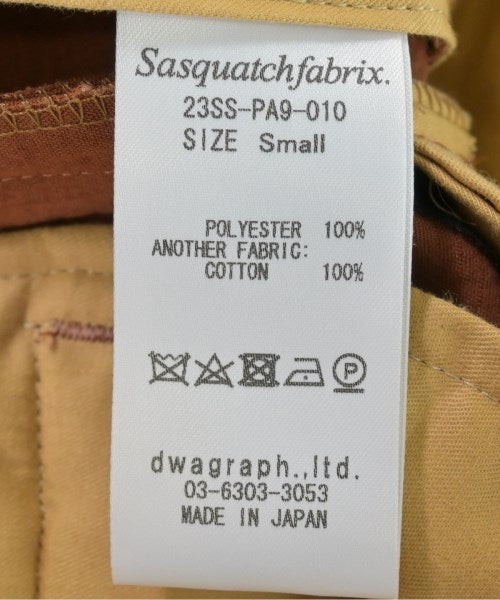 Sasquatchfabrix.
23SS-PA9-010
SIZE Small
POLYESTER 100%
ANOTHER FABRIC:
COTTON 100%
P
dwagraph.,ltd.
03-6303-3053
MADE IN JAPAN